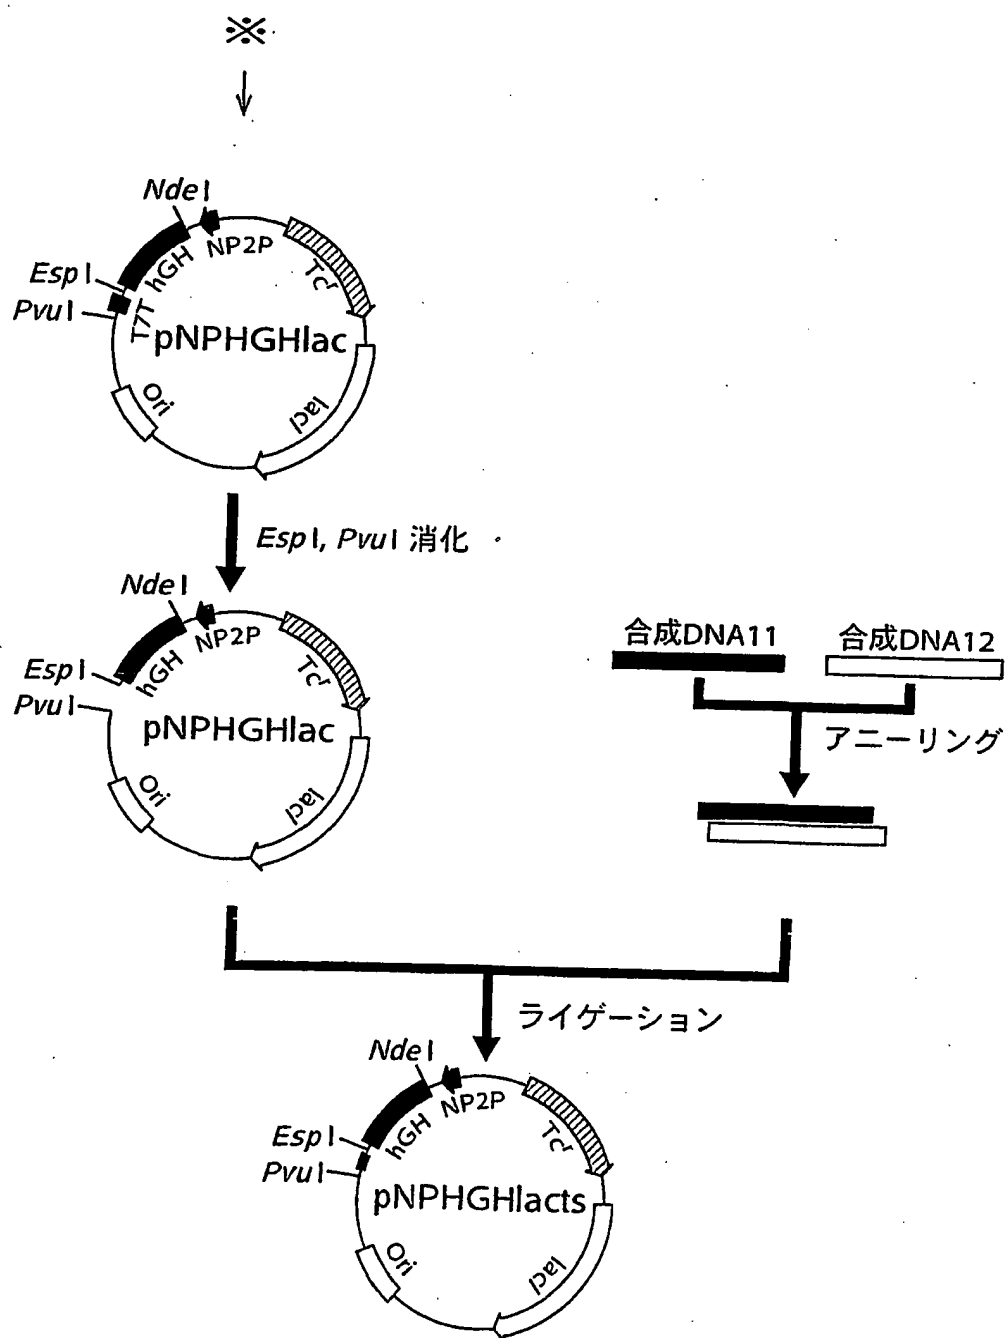 ※
NdeⅠ
NP2P
Tcʳ
hGH
EspⅠ
PvuⅠ
T7T
pNPHGHlac
Ori
lacI
EspⅠ, PvuⅠ 消化
NdeⅠ
NP2P
Tcʳ
hGH
EspⅠ
PvuⅠ
pNPHGHlac
Ori
lacI
合成DNA11
合成DNA12
アニーリング
ライゲーション
NdeⅠ
NP2P
Tcʳ
hGH
EspⅠ
PvuⅠ
pNPHGHlacts
Ori
lacI